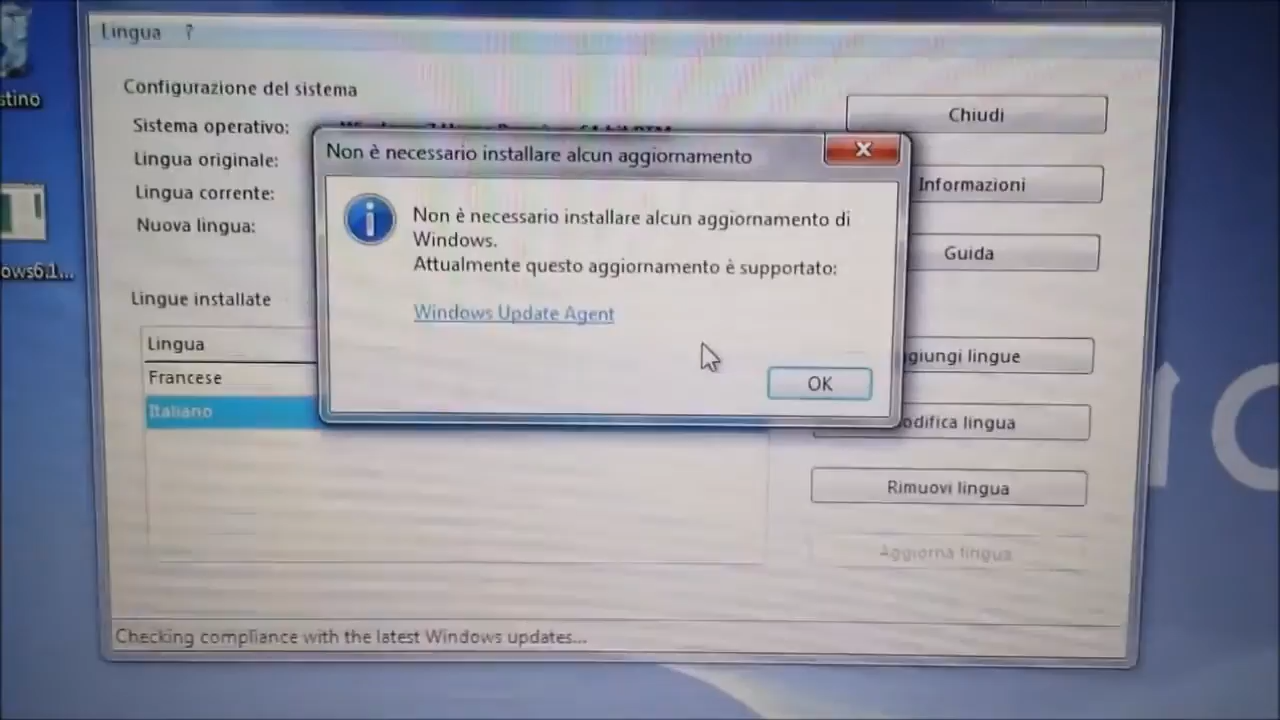 Lingua ?
stino
Configurazione del sistema
Sistema operativo:
Lingua originale:
Lingua corrente:
Nuova lingua:
Chiudi
Informazioni
Guida
Non è necessario installare alcun aggiornamento
Non è necessario installare alcun aggiornamento di
Windows.
Attualmente questo aggiornamento è supportato:
Windows Update Agent
OK
ows6.1...
Lingue installate
Lingua
Francese
Italiano
giungi lingue
odifica lingua
Rimuovi lingua
Aggiorna lingua
Checking compliance with the latest Windows updates...